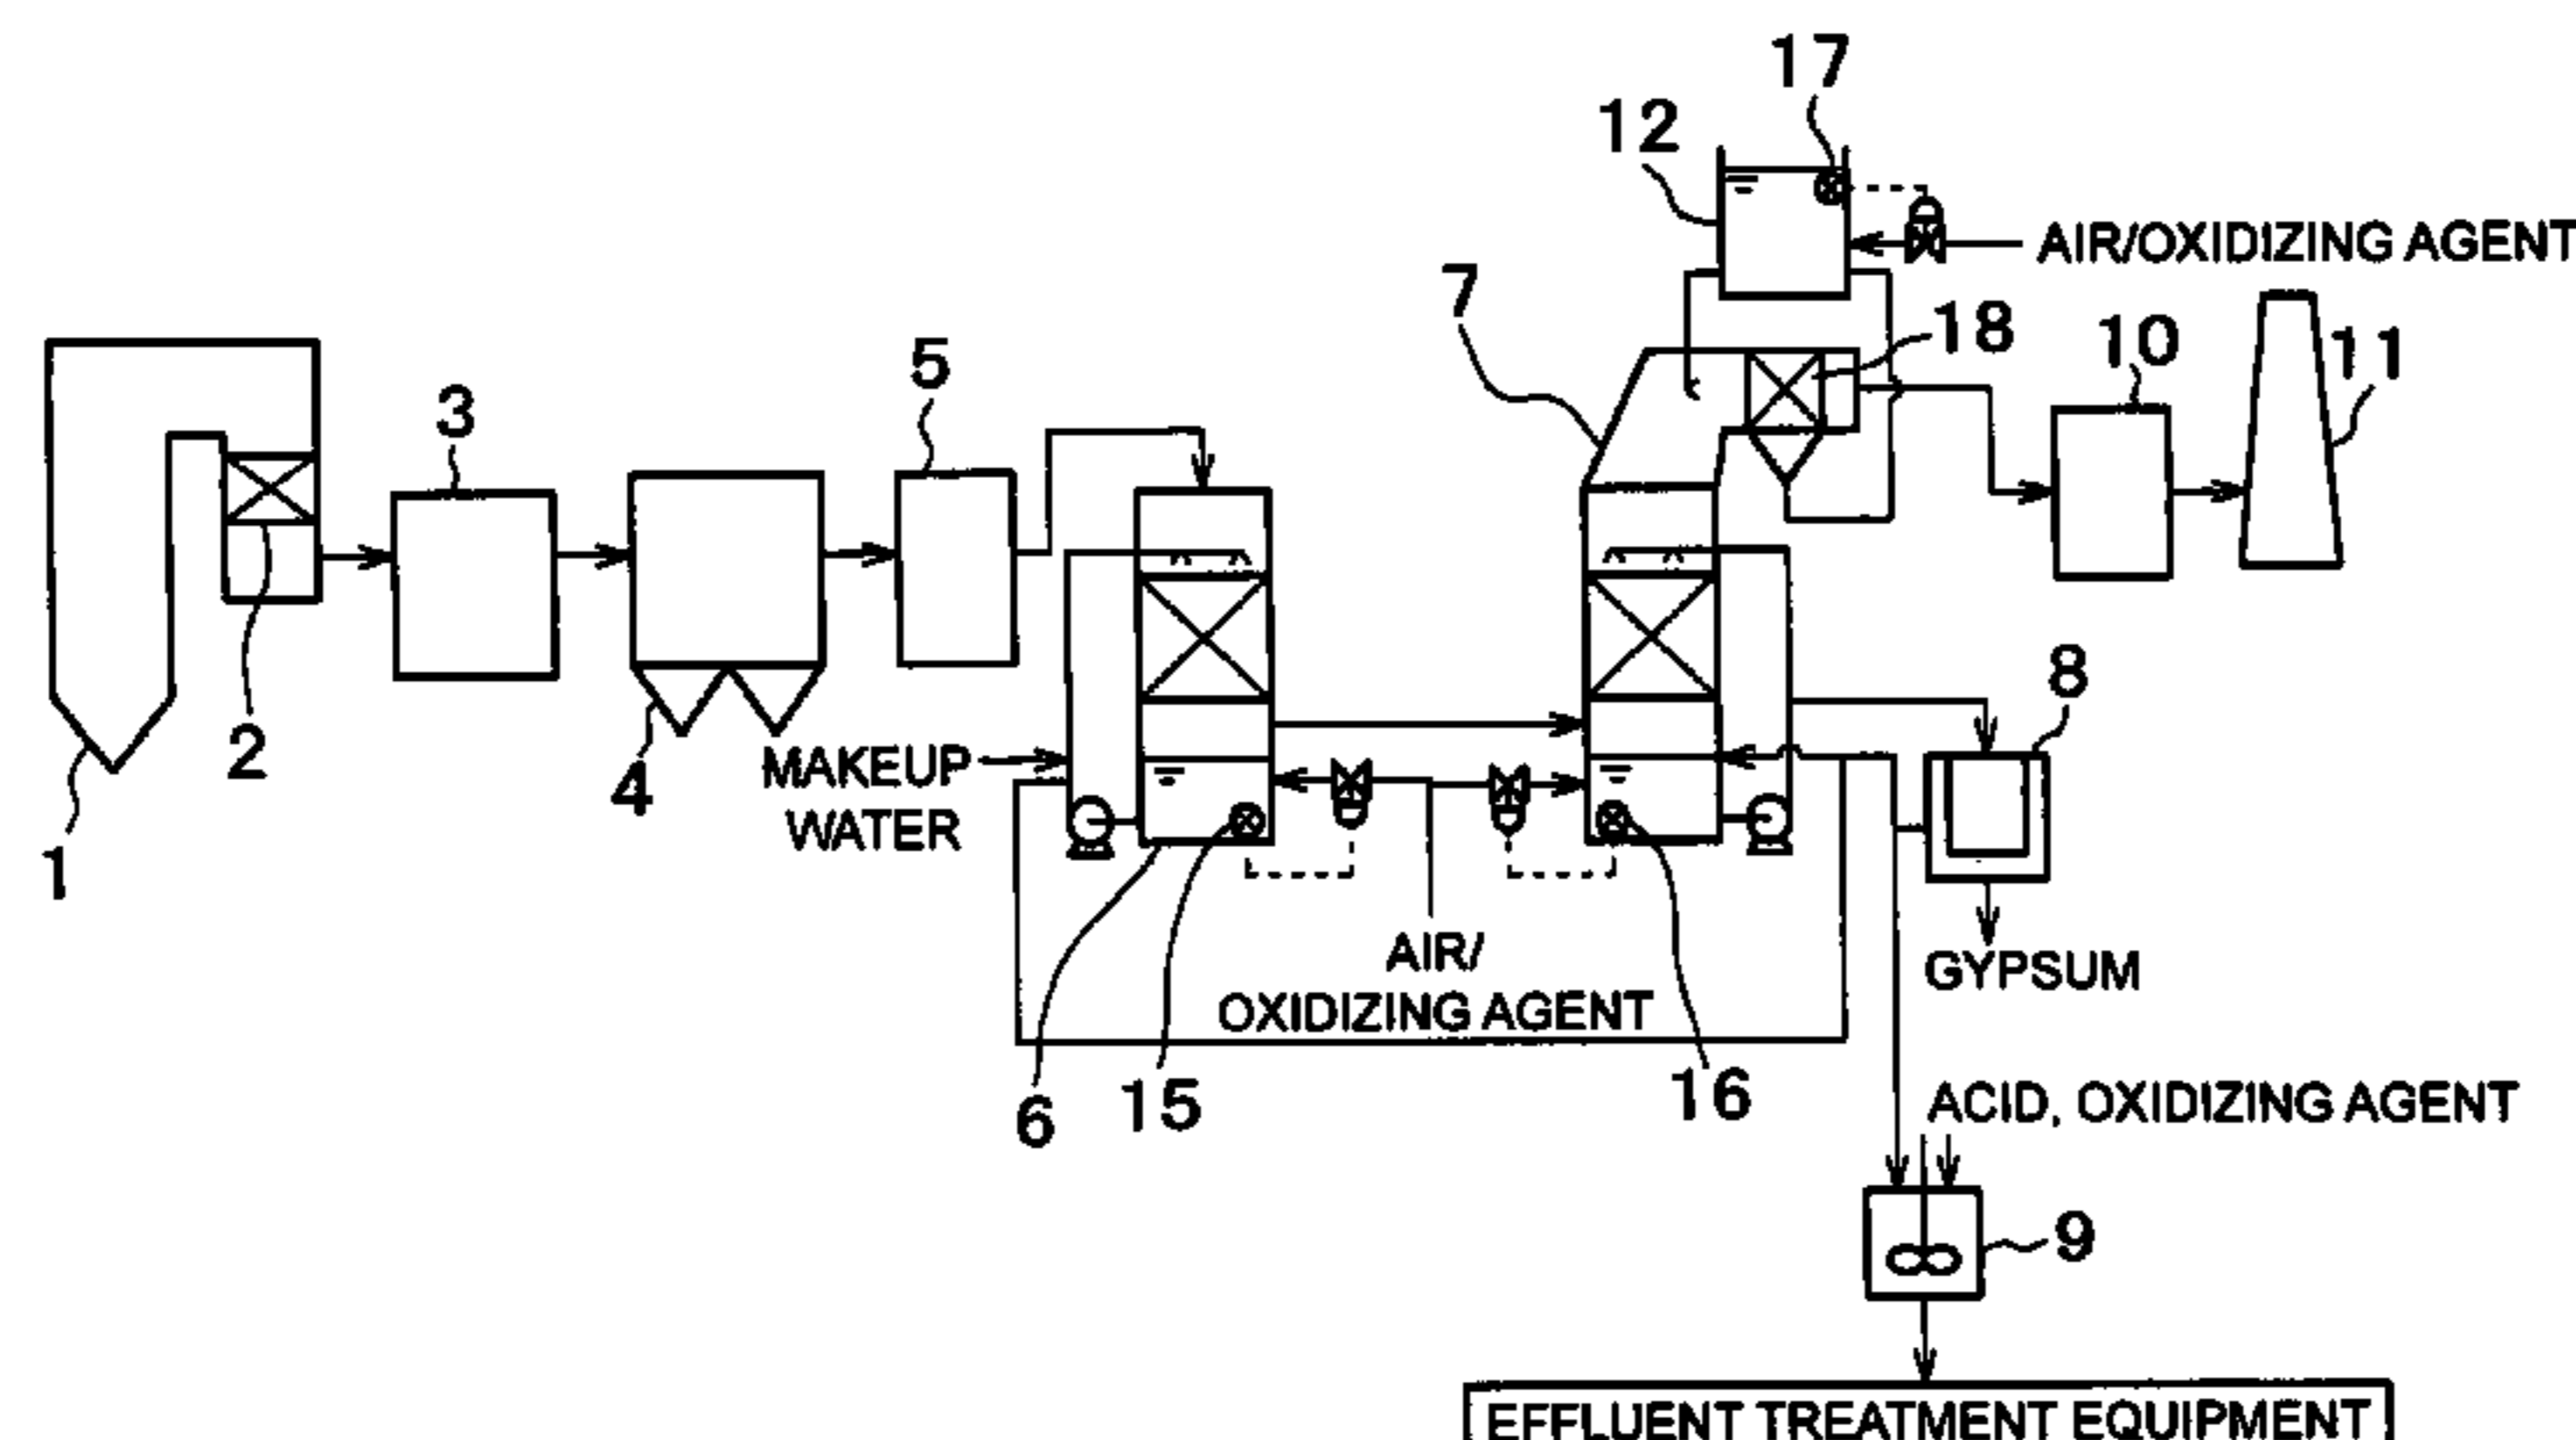 17
12
AIR/OXIDIZING AGENT
7
18
10
11
5
3
8
2
MAKEUP
WATER
4
1
AIR/
OXIDIZING AGENT
GYPSUM
6
15
16
ACID, OXIDIZING AGENT
9
EFFLUENT TREATMENT EQUIPMENT